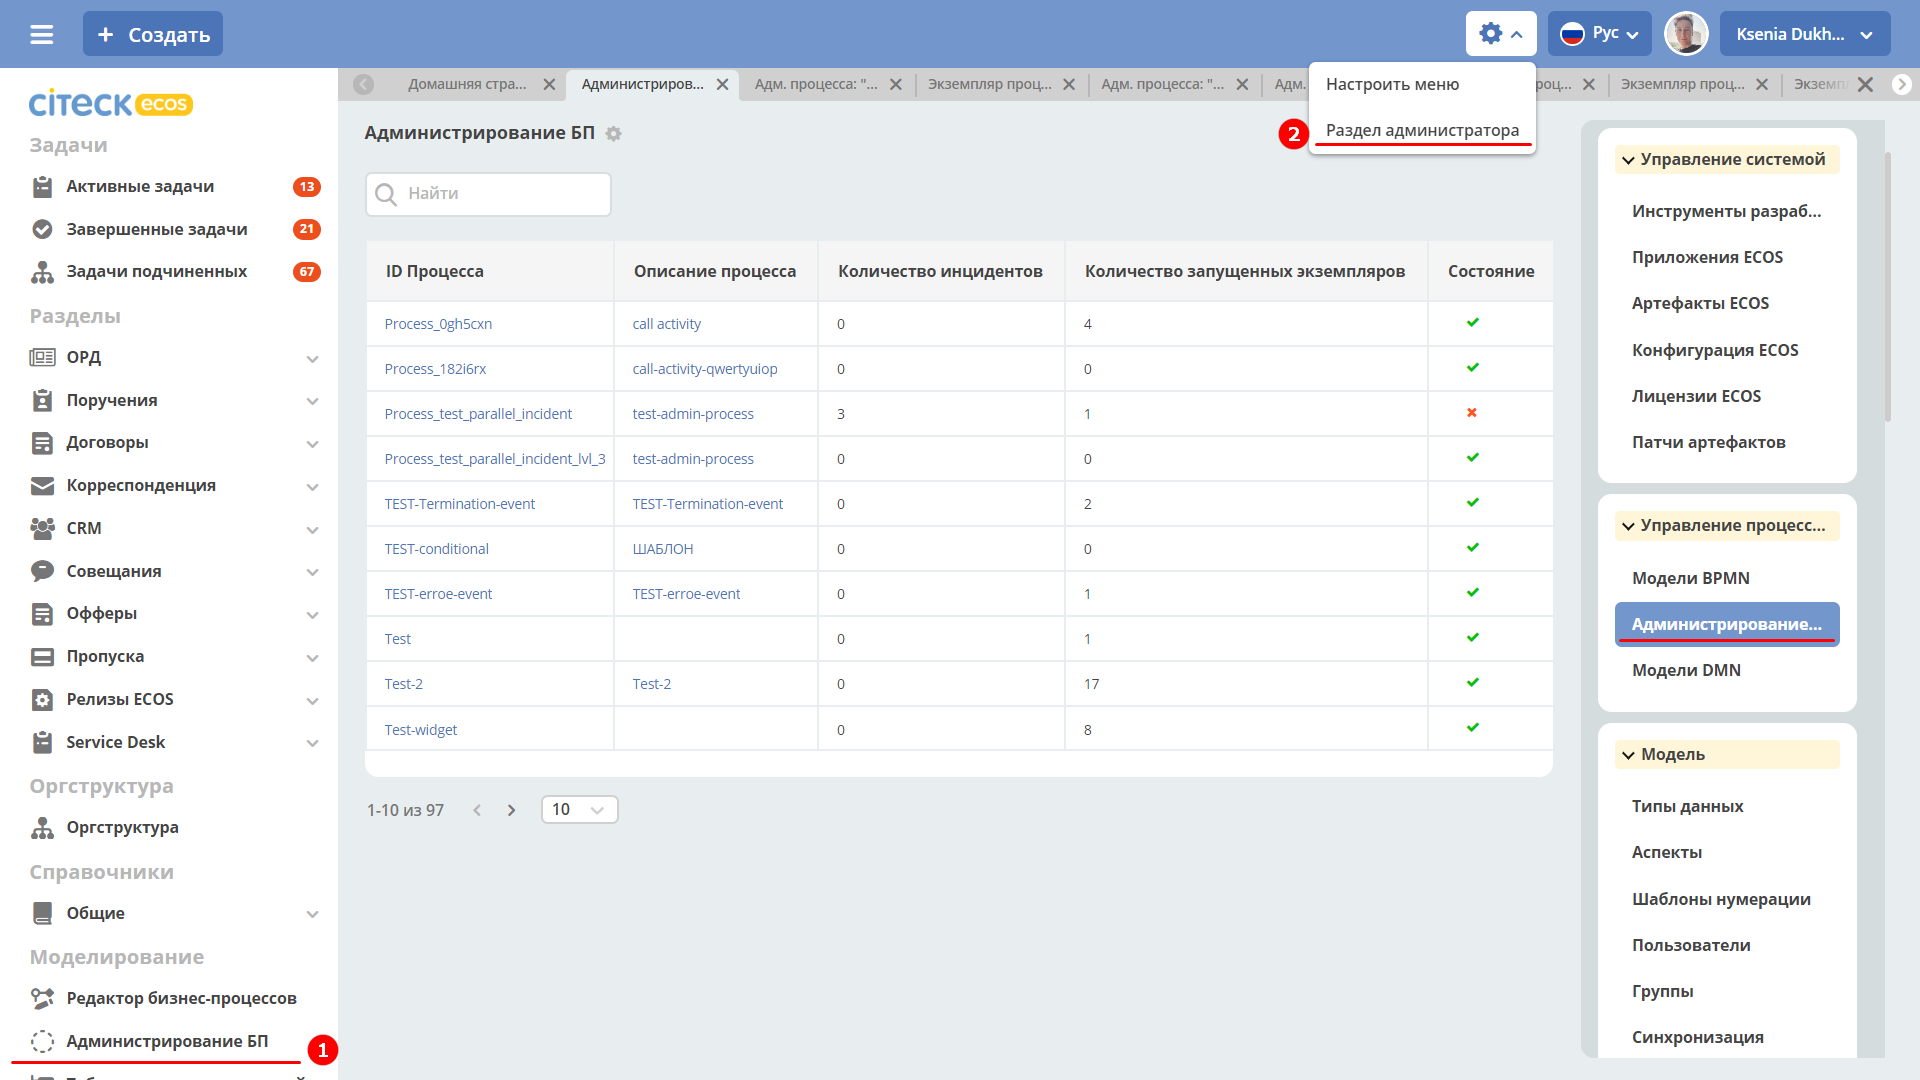 Создать
Рус
Ksenia Dukh...
Настроить меню
Раздел администратора
2
Домашняя стра...
Администриров...
Адм. процесса: "...
Экземпляр проц...
Адм. процесса: "...
Адм.
роц...
Экземпляр проц...
Экземп
CITECK ecos
Задачи
Активные задачи 13
Завершенные задачи 21
Задачи подчиненных 67
Разделы
ОРД
Поручения
Договоры
Корреспонденция
CRM
Совещания
Офферы
Пропуска
Релизы ECOS
Service Desk
Оргструктура
Оргструктура
Справочники
Общие
Моделирование
Редактор бизнес-процессов
Администрирование БП
1
Администрирование БП
Найти
ID Процесса Описание процесса Количество инцидентов Количество запущенных экземпляров Состояние
Process_0gh5cxn call activity 0 4
Process_182i6rx call-activity-qwertyuiop 0 0
Process_test_parallel_incident test-admin-process 3 1
Process_test_parallel_incident_lvl_3 test-admin-process 0 0
TEST-Termination-event TEST-Termination-event 0 2
TEST-conditional ШАБЛОН 0 0
TEST-erroe-event TEST-erroe-event 0 1
Test 0 1
Test-2 Test-2 0 17
Test-widget 0 8
1-10 из 97
10
Управление системой
Инструменты разраб...
Приложения ECOS
Артефакты ECOS
Конфигурация ECOS
Лицензии ECOS
Патчи артефактов
Управление процесс...
Модели BPMN
Администрирование...
Модели DMN
Модель
Типы данных
Аспекты
Шаблоны нумерации
Пользователи
Группы
Синхронизация